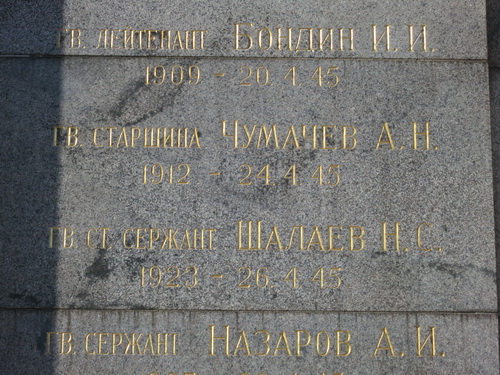 ГВ. ЛЕЙТЕНАНТ БОНДИН И. И.
1909 - 20. 4 45
ГВ. СТАРШИНА ЧУМАЧЕВ А. Н.
1912 - 24. 4 45
ГВ. СТ СЕРЖАНТ ШАЛАЕВ Н. С.
1923 - 26. 4 45
ГВ. СЕРЖАНТ НАЗАРОВ А. И.